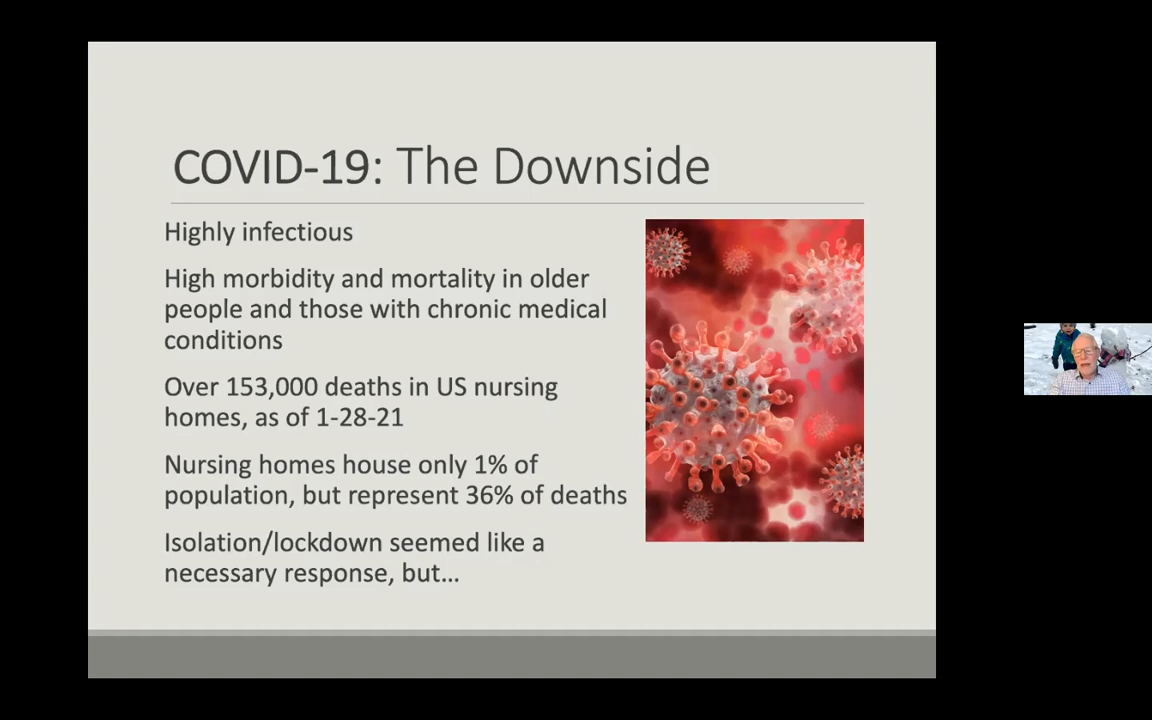 COVID-19: The Downside
Highly infectious
High morbidity and mortality in older
people and those with chronic medical
conditions
Over 153,000 deaths in US nursing
homes, as of 1-28-21
Nursing homes house only 1% of
population, but represent 36% of deaths
Isolation/lockdown seemed like a
necessary response, but…